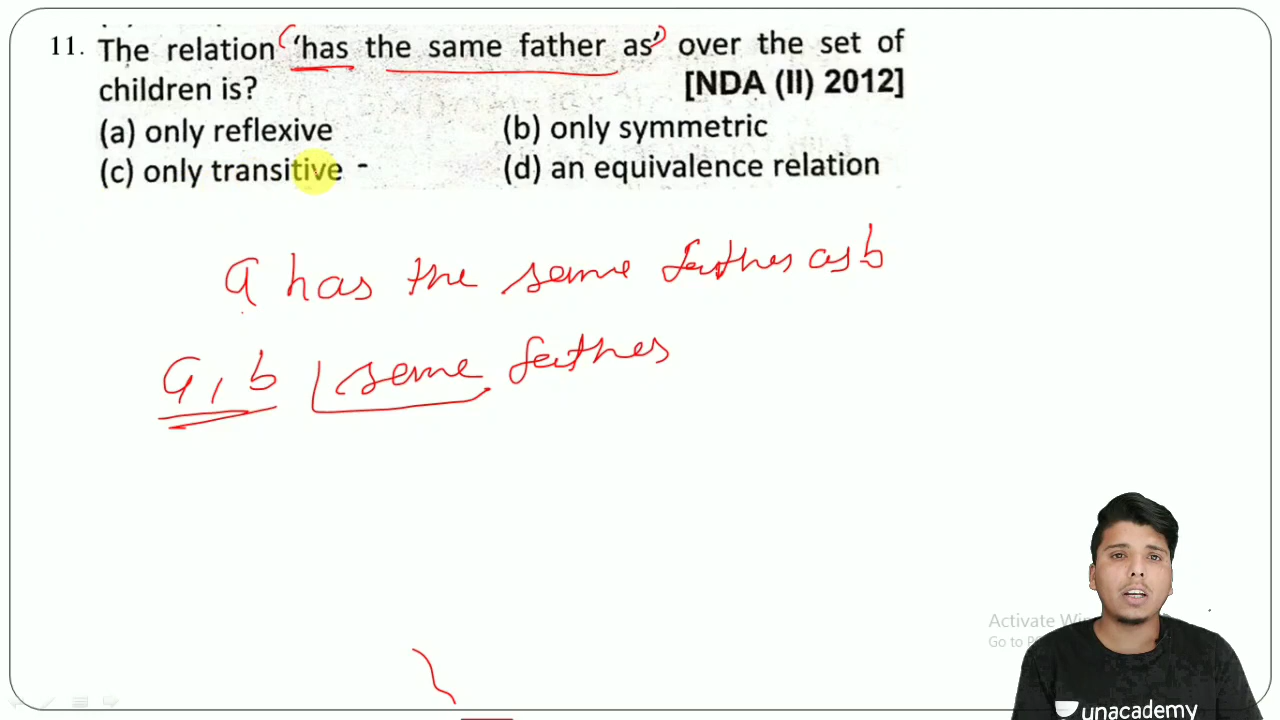 11. The relation 'has the same father as' over the set of
children is? [NDA (II) 2012]
(a) only reflexive (b) only symmetric
(c) only transitive - (d) an equivalence relation
a has the same father as b
a, b same father
Activate Win
Go to
unacademy